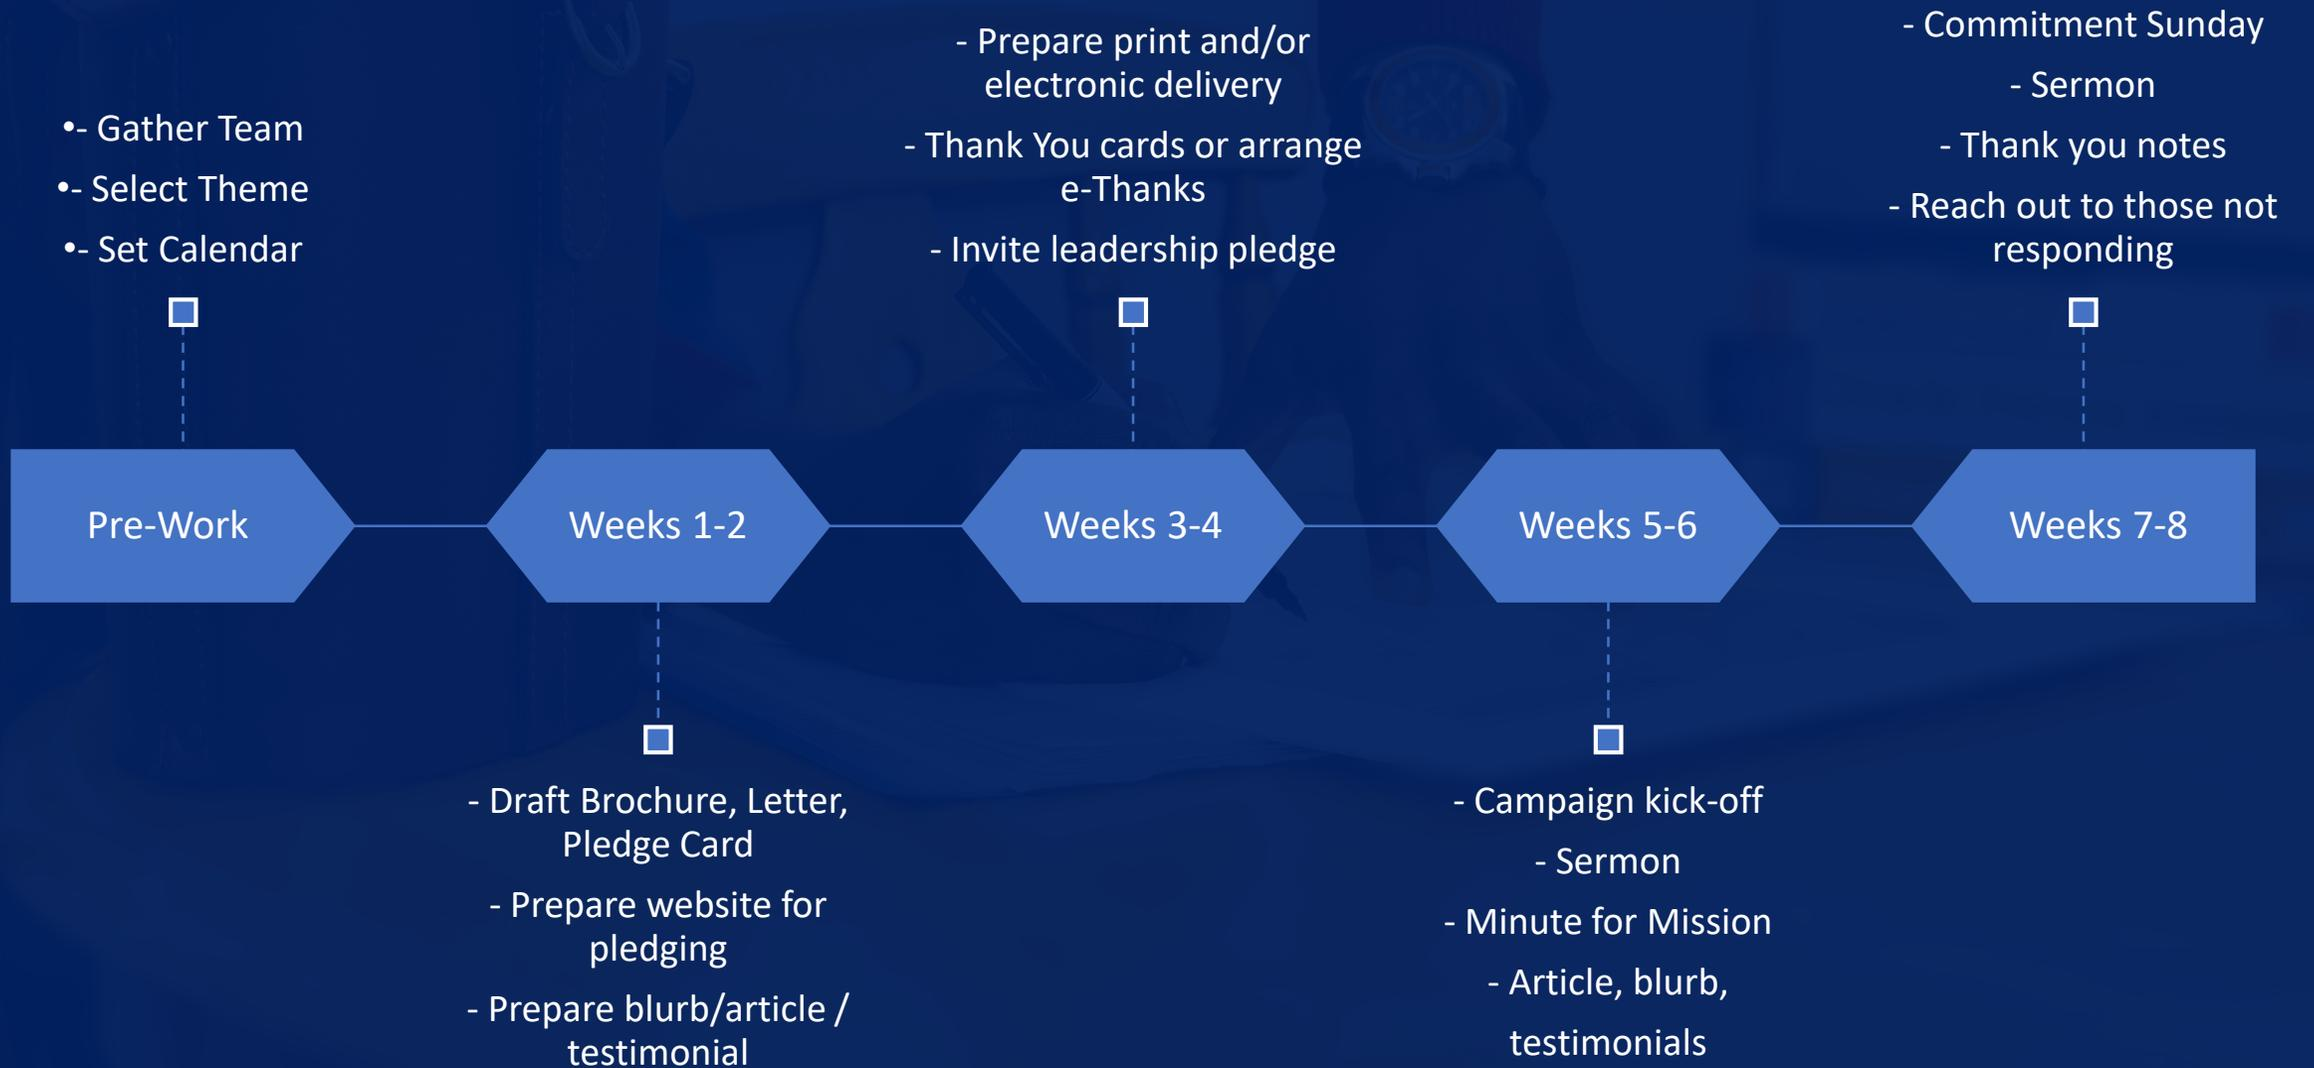 •- Gather Team
•- Select Theme
•- Set Calendar
Pre-Work
Weeks 1-2
- Draft Brochure, Letter,
Pledge Card
- Prepare website for
pledging
- Prepare blurb/article /
testimonial
- Prepare print and/or
electronic delivery
- Thank You cards or arrange
e-Thanks
- Invite leadership pledge
Weeks 3-4
Weeks 5-6
- Campaign kick-off
- Sermon
- Minute for Mission
- Article, blurb,
testimonials
- Commitment Sunday
- Sermon
- Thank you notes
- Reach out to those not
responding
Weeks 7-8